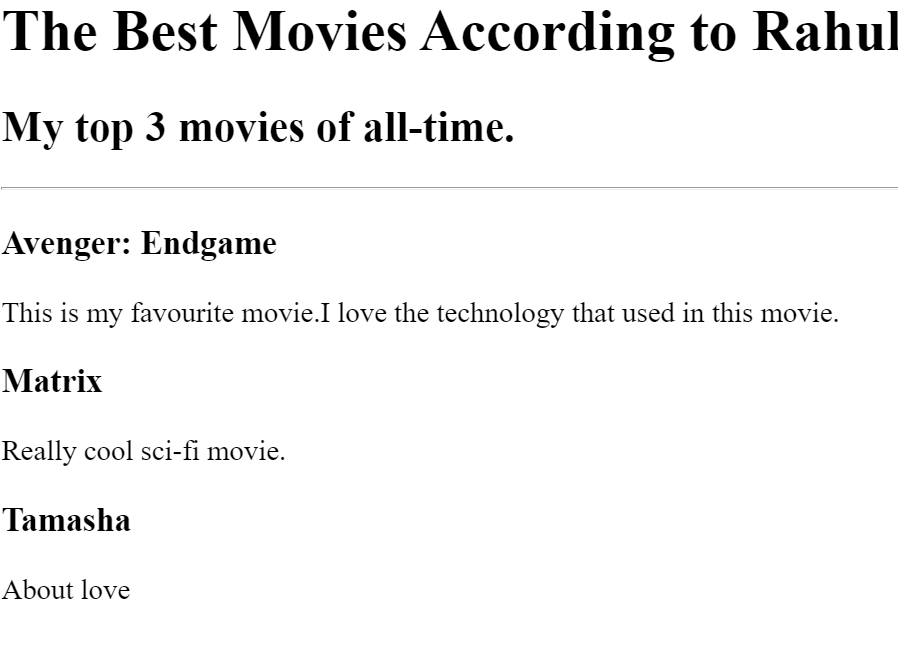 The Best Movies According to Rahul
My top 3 movies of all-time.
Avenger: Endgame
This is my favourite movie.I love the technology that used in this movie.
Matrix
Really cool sci-fi movie.
Tamasha
About love